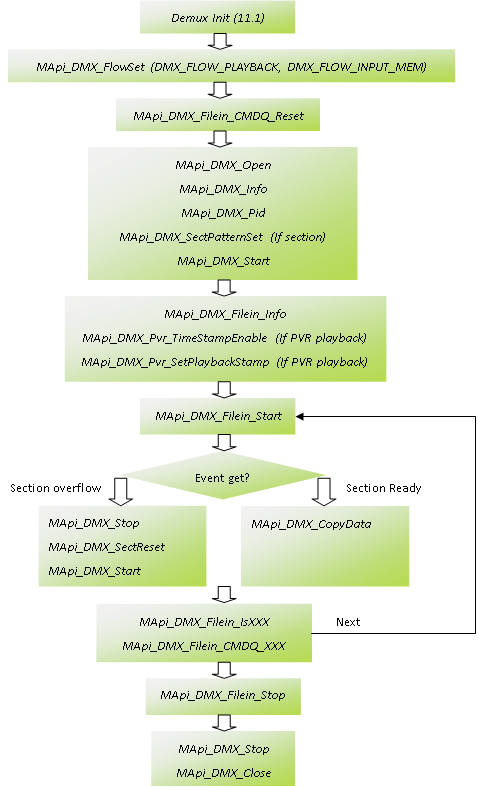 Demux Init (11.1)
MApi_DMX_FlowSet (DMX_FLOW_PLAYBACK, DMX_FLOW_INPUT_MEM)
MApi_DMX_Filein_CMDQ_Reset
MApi_DMX_Open
MApi_DMX_Info
MApi_DMX_Pid
MApi_DMX_SectPatternSet (If section)
MApi_DMX_Start
MApi_DMX_Filein_Info
MApi_DMX_Pvr_TimeStampEnable (If PVR playback)
MApi_DMX_Pvr_SetPlaybackStamp (If PVR playback)
MApi_DMX_Filein_Start
Event get?
Section overflow
Section Ready
MApi_DMX_Stop
MApi_DMX_SectReset
MApi_DMX_Start
MApi_DMX_CopyData
MApi_DMX_Filein_IsXXX
MApi_DMX_Filein_CMDQ_XXX
Next
MApi_DMX_Filein_Stop
MApi_DMX_Stop
MApi_DMX_Close